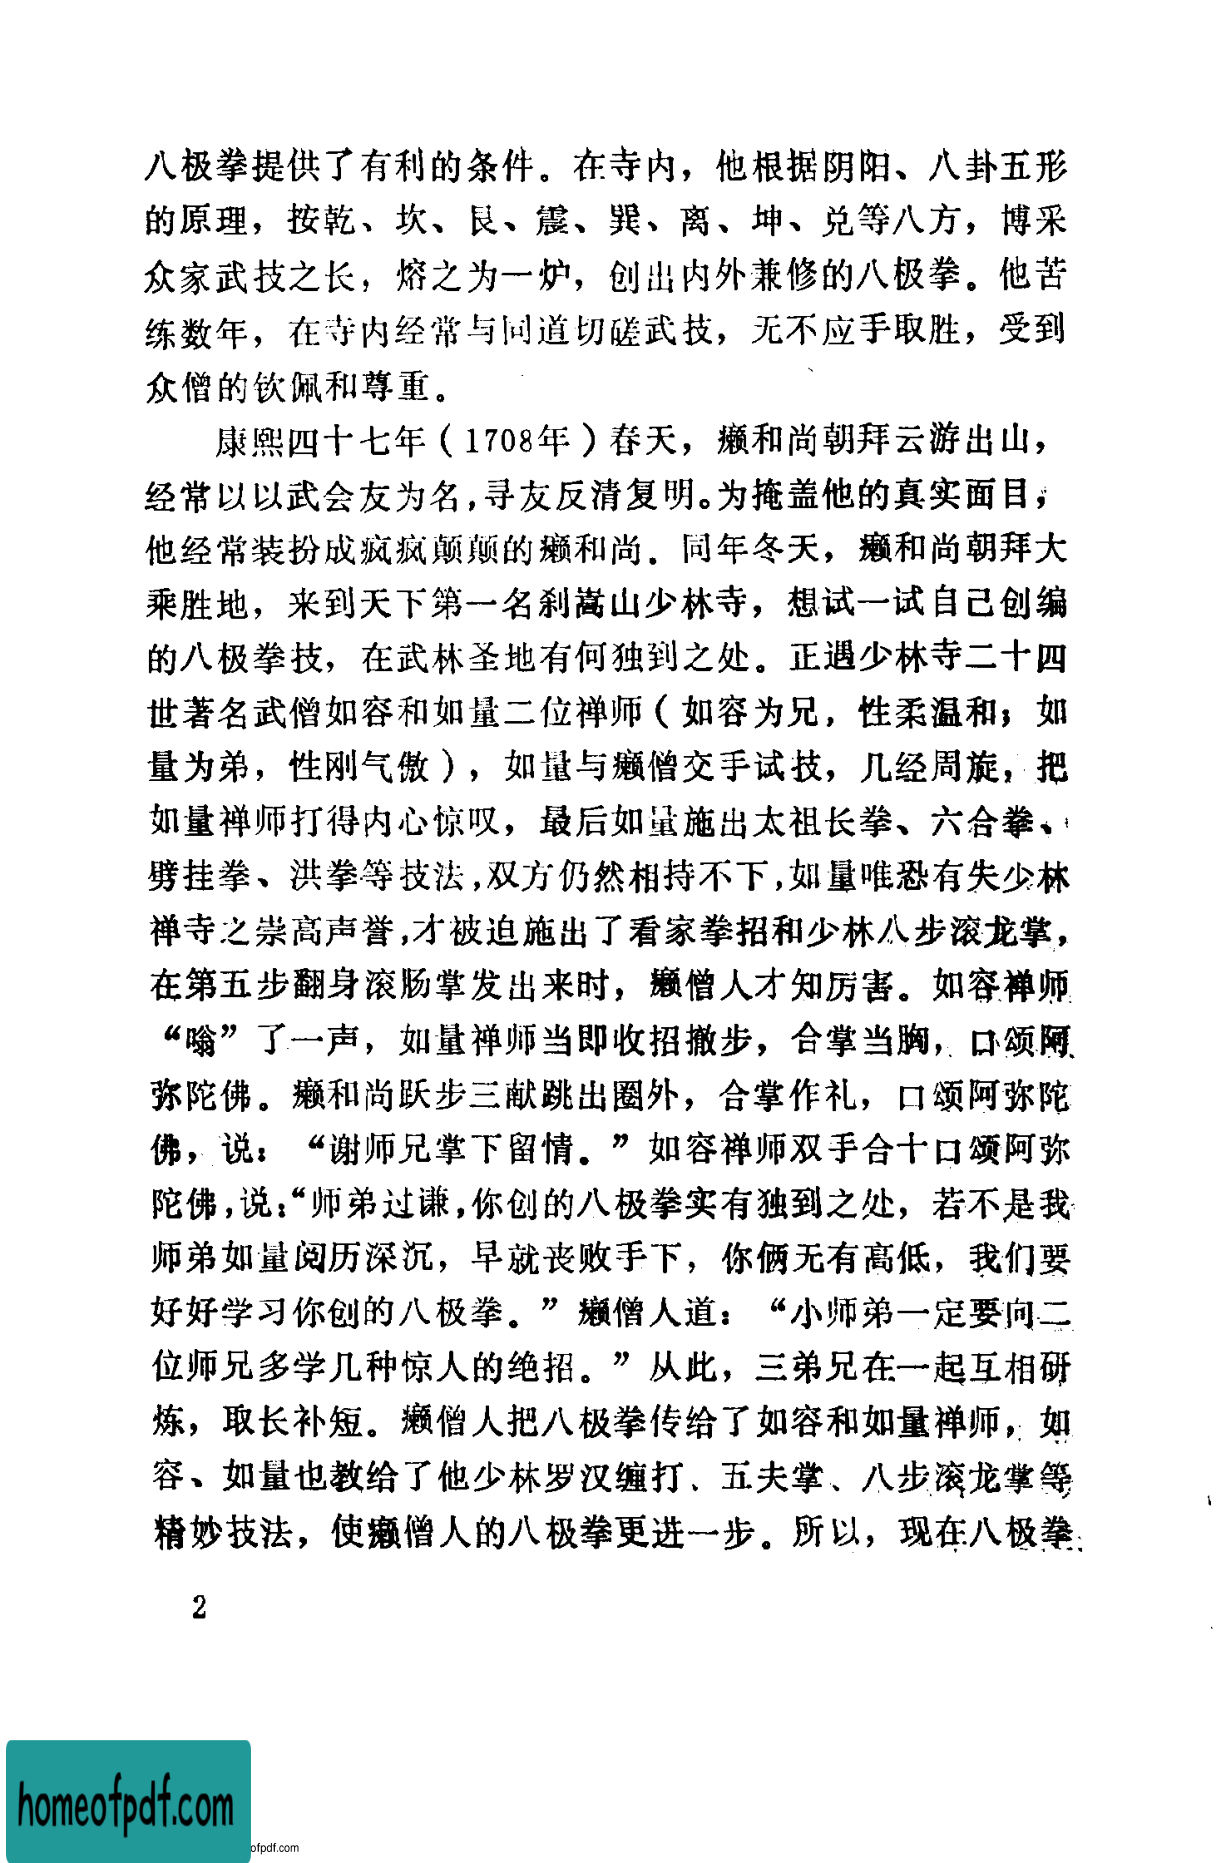 八极拳提供了有利的条件。在寺内，他根据阴阳、八卦五形
的原理，按乾、坎、艮、震、巽、离、坤、兑等八方，博采
众家武技之长，熔之为一炉，创出内外兼修的八极拳。他苦
练数年，在寺内经常与同道切磋武技，无不应手取胜，受到
众僧的钦佩和尊重。
康熙四十七年（1708年）春天，癞和尚朝拜云游出山，
经常以以武会友为名，寻友反清复明。为掩盖他的真实面目，
他经常装扮成疯疯颠颠的癞和尚．同年冬天，癞和尚朝拜大
乘胜地，来到天下第一名刹嵩山少林寺，想试一试自己创编
的八极拳技，在武林圣地有何独到之处。正遇少林寺二十四
世著名武僧如容和如量二位禅师（如容为兄，性柔温和；如
量为弟，性刚气傲），如量与癞僧交手试技，几经周旋，把
如量禅师打得内心惊叹，最后如量施出太祖长拳、六合拳、
劈挂拳、洪拳等技法，双方仍然相持不下，如量唯恐有失少林
禅寺之崇高声誉，才被迫施出了看家拳招和少林八步滚龙掌，
在第五步翻身滚肠掌发出来时，癞僧人才知厉害。如容禅师
“嗡”了一声，如量禅师当即收招撤步，合掌当胸，口颂阿
弥陀佛。癞和尚跃步三献跳出圈外，合掌作礼，口颂阿弥陀
佛，说：“谢师兄掌下留情。”如容禅师双手合十口颂阿弥
陀佛，说：“师弟过谦，你创的八极拳实有独到之处，若不是我
师弟如量阅历深沉，早就丧败手下，你俩无有高低，我们要
好好学习你创的八极拳。”癞僧人道：“小师弟一定要向二
位师兄多学几种惊人的绝招。”从此，三弟兄在一起互相研
炼，取长补短。癞僧人把八极拳传给了如容和如量禅师，如
容、如量也教给了他少林罗汉缠打、五夫掌、八步滚龙掌等
精妙技法，使癞僧人的八极拳更进一步。所以，现在八极拳
2
homeofpdf.com
ofpdf.com